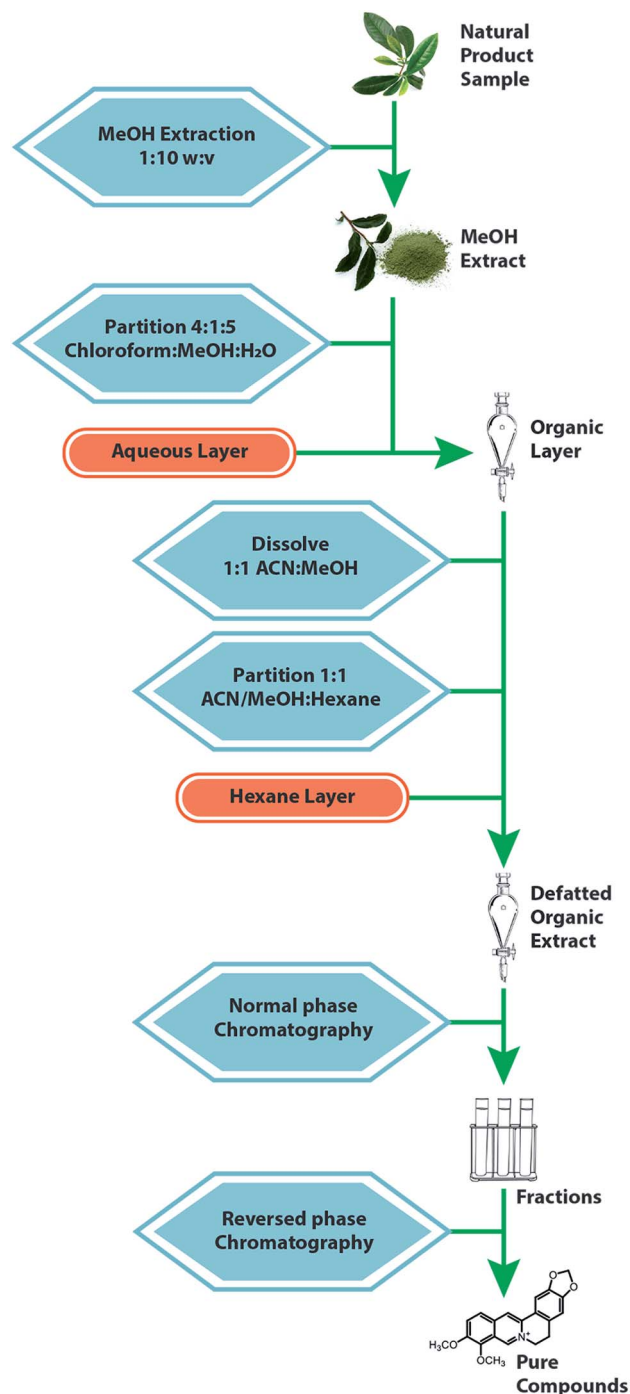 Natural
Product
Sample
MeOH Extraction
1:10 w:v
MeOH
Extract
Partition 4:1:5
Chloroform:MeOH:H₂O
Aqueous Layer
Organic
Layer
Dissolve
1:1 ACN:MeOH
Partition 1:1
ACN/MeOH:Hexane
Hexane Layer
Defatted
Organic
Extract
Normal phase
Chromatography
Fractions
Reversed phase
Chromatography
O
O
N+
H₃CO
OCH₃
Pure
Compounds